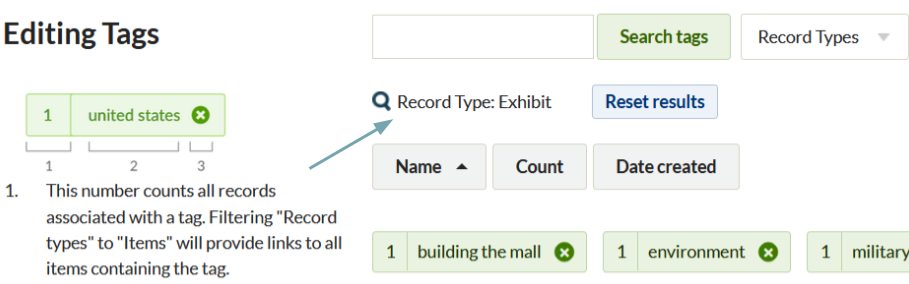 Editing Tags
Search tags
Record Types
1 united states
1 2 3
1. This number counts all records
associated with a tag. Filtering "Record
types" to "Items" will provide links to all
items containing the tag.
Record Type: Exhibit
Reset results
Name
Count
Date created
1 building the mall
1 environment
1 military